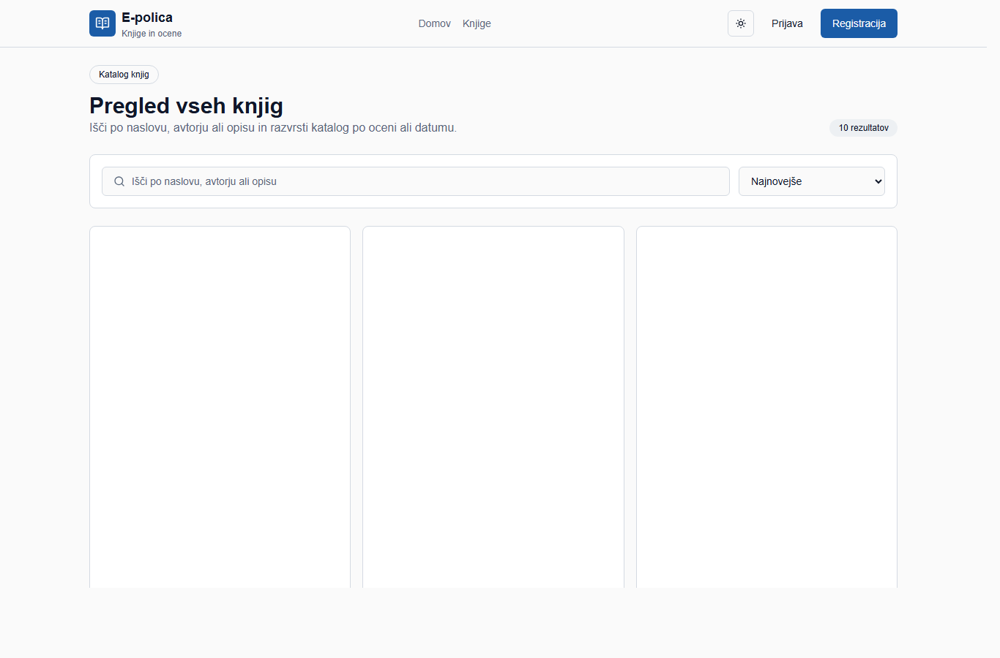 E-polica
Knjige in ocene
Domov
Knjige
Prijava
Registracija
Katalog knjig
Pregled vseh knjig
Išči po naslovu, avtorju ali opisu in razvrsti katalog po oceni ali datumu.
10 rezultatov
Išči po naslovu, avtorju ali opisu
Najnovejše